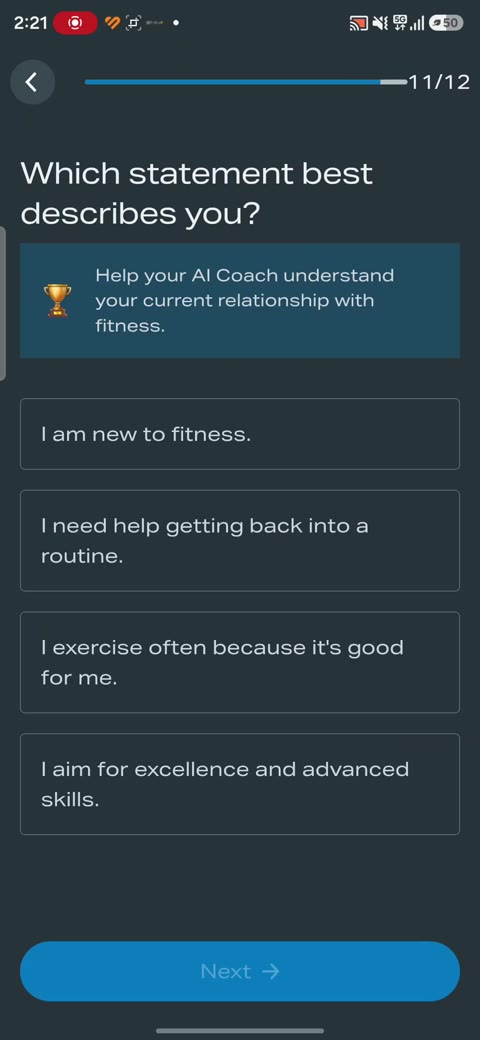 2:21
5G
50
11/12
Which statement best
describes you?
Help your AI Coach understand
your current relationship with
fitness.
I am new to fitness.
I need help getting back into a
routine.
I exercise often because it's good
for me.
I aim for excellence and advanced
skills.
Next →